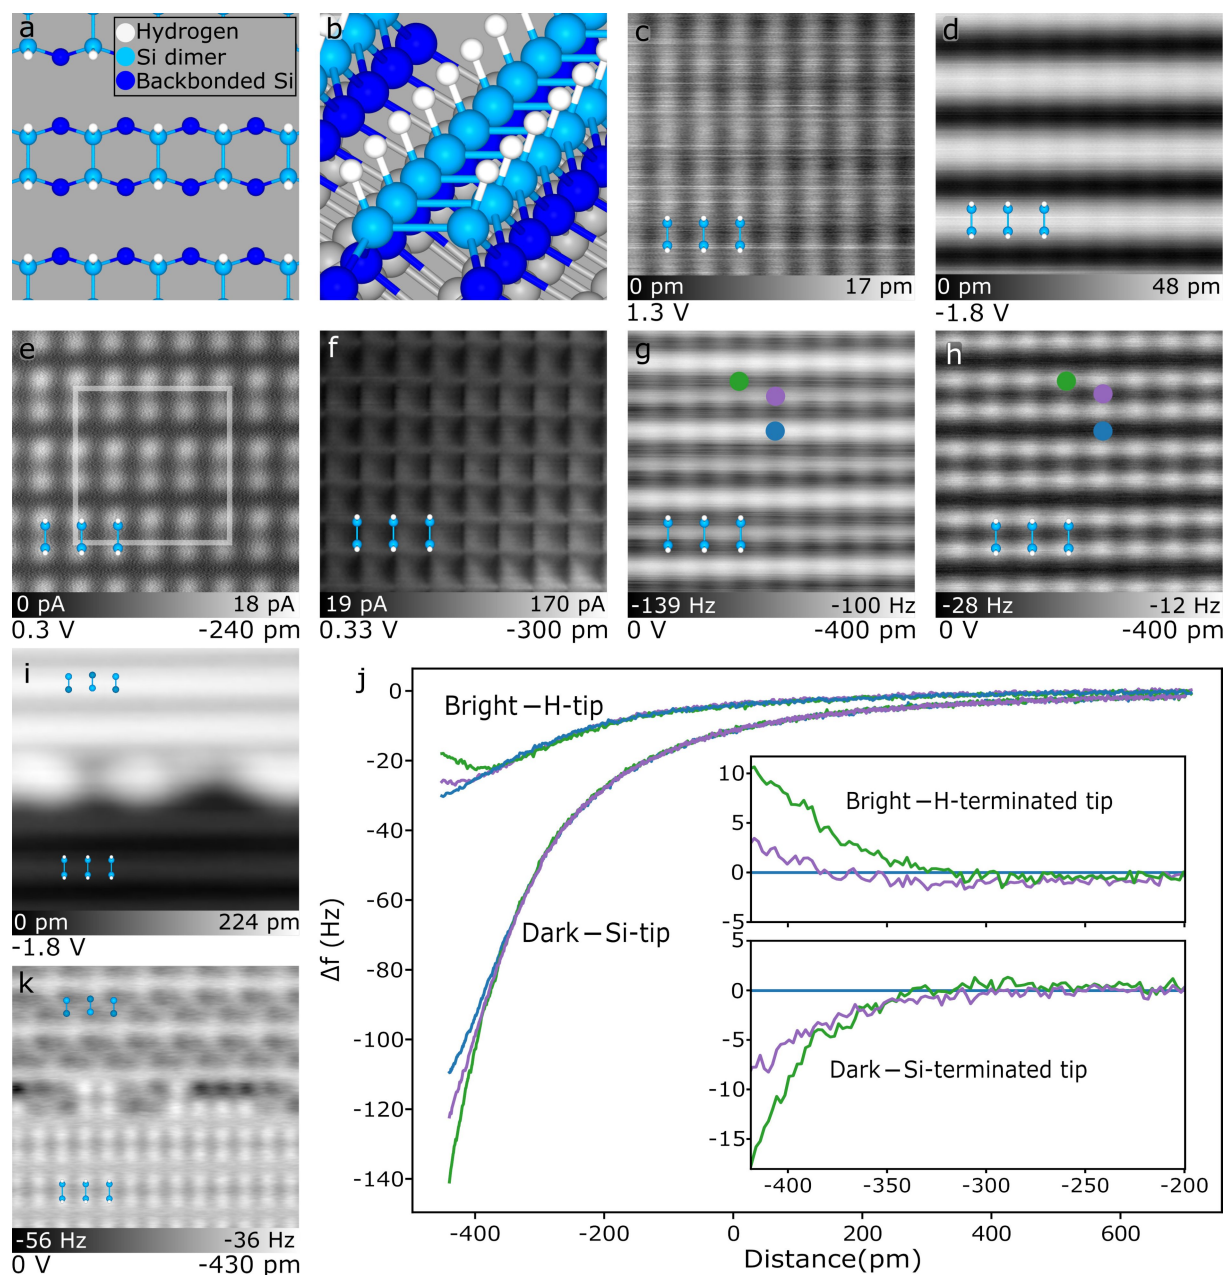 a
Hydrogen
Si dimer
Backbonded Si
b
c
0 pm 17 pm
1.3 V
d
0 pm 48 pm
-1.8 V
e
0 pA 18 pA
0.3 V -240 pm
f
19 pA 170 pA
0.33 V -300 pm
g
-139 Hz -100 Hz
0 V -400 pm
h
-28 Hz -12 Hz
0 V -400 pm
i
0 pm 224 pm
-1.8 V
j
Bright−H-tip
Dark−Si-tip
Δf (Hz)
0
-20
-40
-60
-80
-100
-120
-140
-400 -200 0 200 400 600
Distance(pm)
10
5
0
-5
Bright−H-terminated tip
5
0
-5
-10
-15
Dark−Si-terminated tip
-400 -350 -300 -250 -200
k
-56 Hz -36 Hz
0 V -430 pm